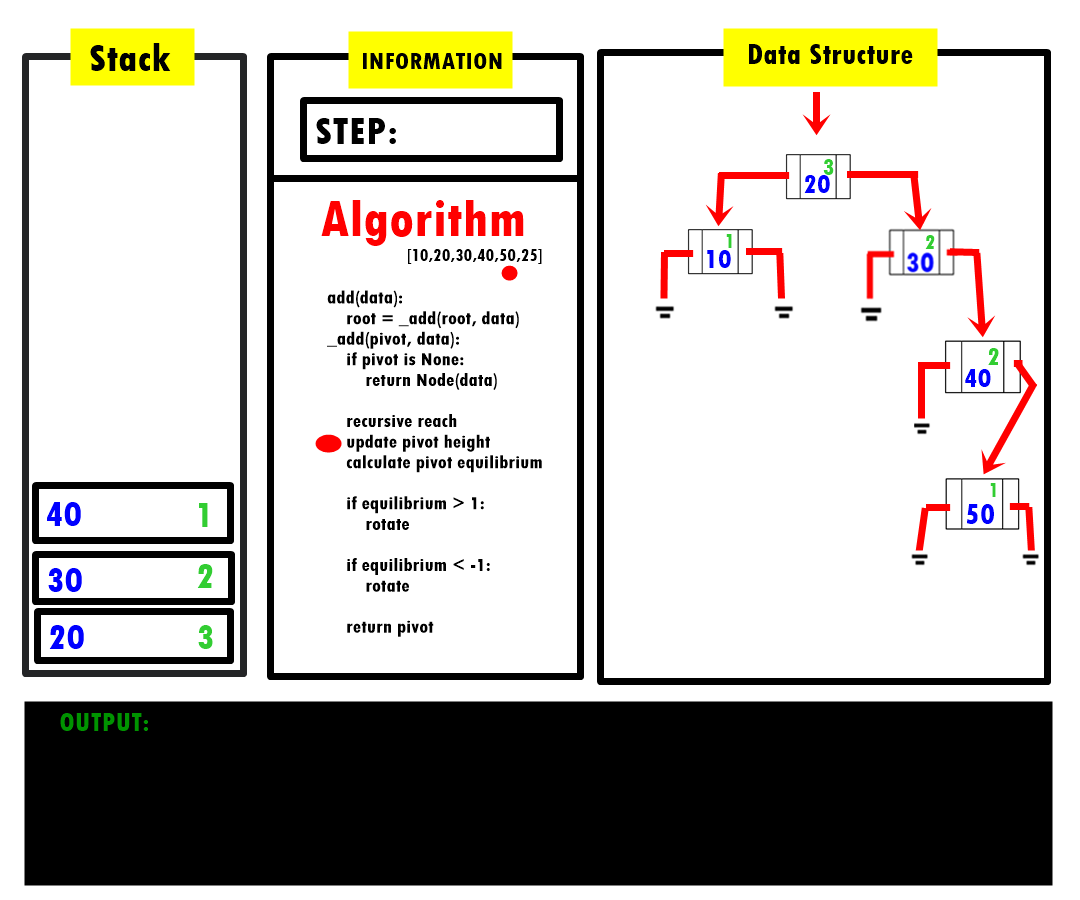 Stack
40 1
30 2
20 3
INFORMATION
STEP:
Algorithm
[10,20,30,40,50,25]
add(data):
root = _add(root, data)
_add(pivot, data):
if pivot is None:
return Node(data)
recursive reach
update pivot height
calculate pivot equilibrium
if equilibrium > 1:
rotate
if equilibrium < -1:
rotate
return pivot
Data Structure
3
20
1
10
2
30
2
40
1
50
OUTPUT: